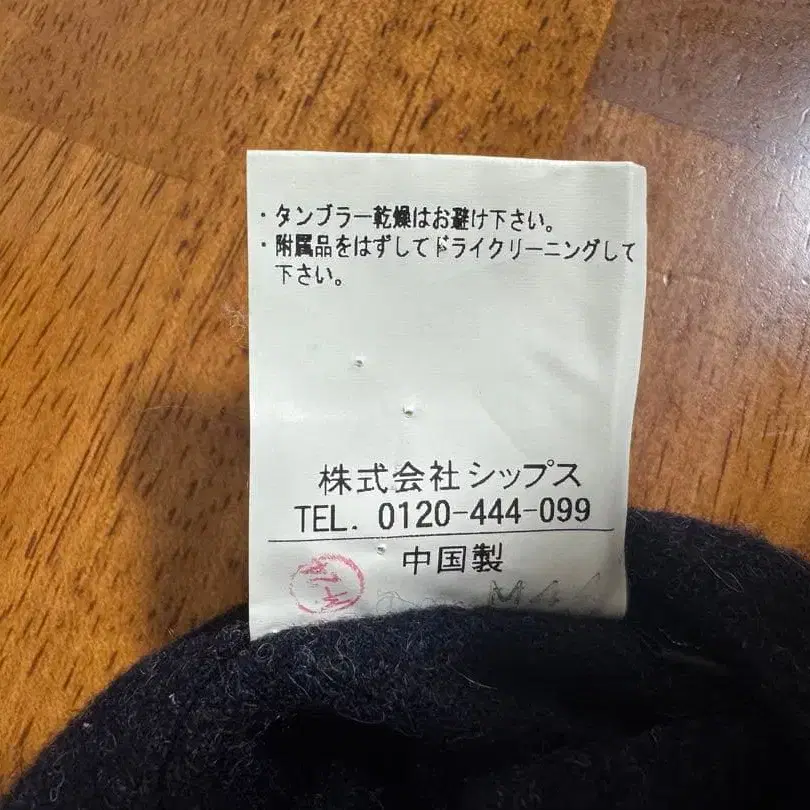 ・タンブラー乾燥はお避け下さい。
・附属品をはずしてドライクリーニングして
下さい。
株式会社シップス
TEL. 0120-444-099
中国製